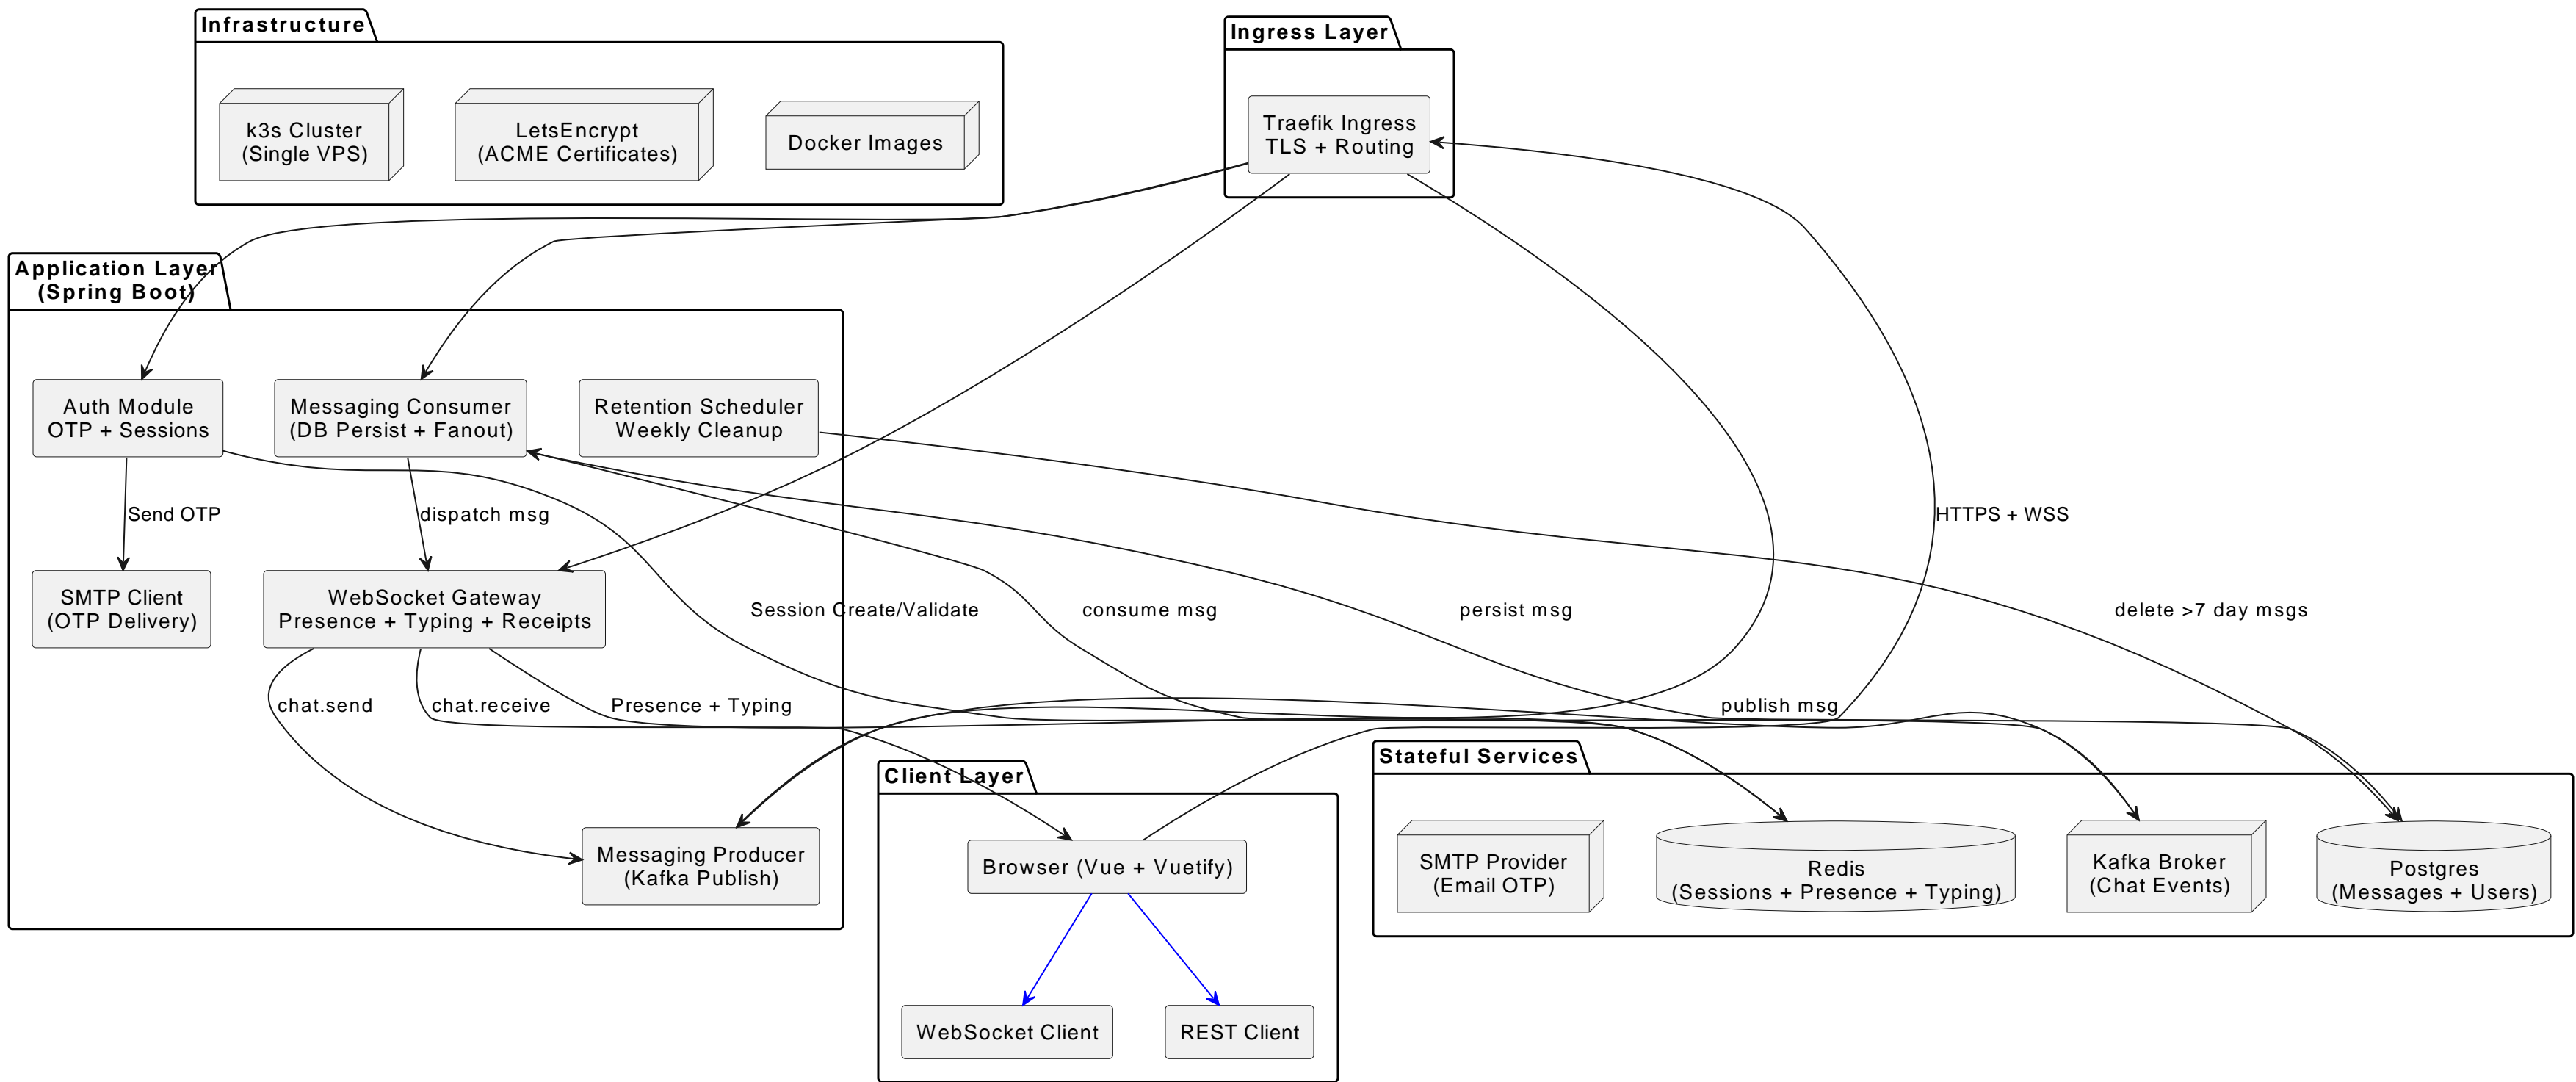 Infrastructure
k3s Cluster
(Single VPS)
LetsEncrypt
(ACME Certificates)
Docker Images
Ingress Layer
Traefik Ingress
TLS + Routing
Application Layer
(Spring Boot)
Auth Module
OTP + Sessions
Messaging Consumer
(DB Persist + Fanout)
Retention Scheduler
Weekly Cleanup
Send OTP
dispatch msg
HTTPS + WSS
SMTP Client
(OTP Delivery)
WebSocket Gateway
Presence + Typing + Receipts
Session Create/Validate
consume msg
persist msg
delete >7 day msgs
chat.send
chat.receive
Presence + Typing
publish msg
Messaging Producer
(Kafka Publish)
Client Layer
Browser (Vue + Vuetify)
WebSocket Client
REST Client
Stateful Services
SMTP Provider
(Email OTP)
Redis
(Sessions + Presence + Typing)
Kafka Broker
(Chat Events)
Postgres
(Messages + Users)